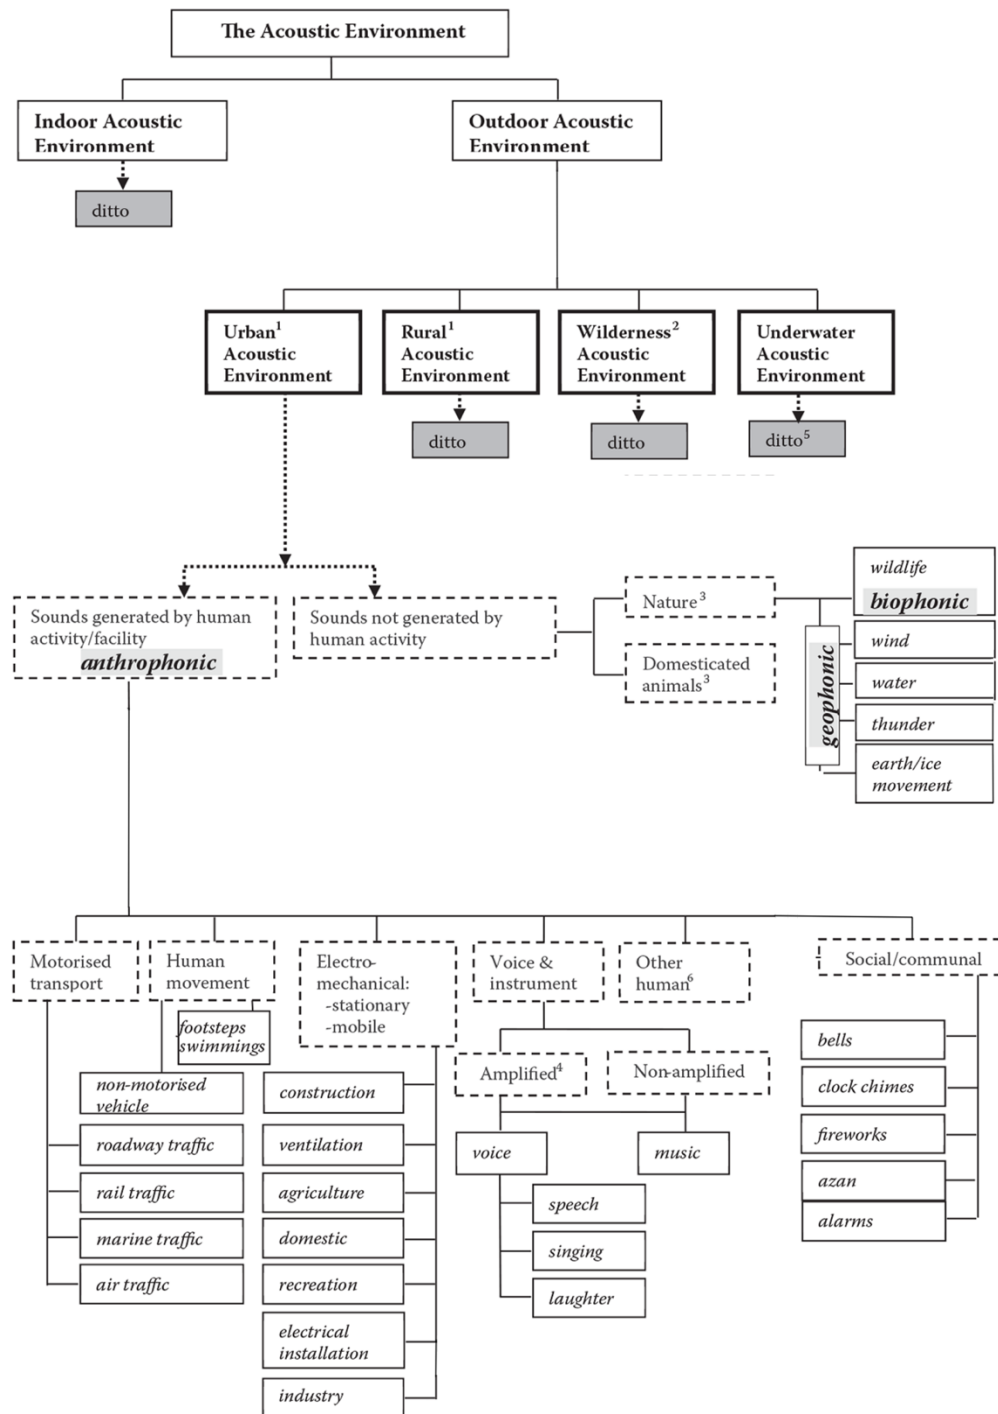 The Acoustic Environment
Indoor Acoustic
Environment
Outdoor Acoustic
Environment
ditto
Urban¹
Acoustic
Environment
Rural¹
Acoustic
Environment
Wilderness²
Acoustic
Environment
Underwater
Acoustic
Environment
ditto
ditto
ditto⁵
Sounds generated by human
activity/facility
anthrophonic
Sounds not generated by
human activity
Nature³
Domesticated
animals³
wildlife
biophonic
geophonic
wind
water
thunder
earth/ice
movement
Motorised
transport
Human
movement
Electro-
mechanical:
-stationary
-mobile
Voice &
instrument
Other
human⁶
Social/communal
footsteps
swimmings
non-motorised
vehicle
roadway traffic
rail traffic
marine traffic
air traffic
construction
ventilation
agriculture
domestic
recreation
electrical
installation
industry
Amplified⁴
Non-amplified
voice
music
speech
singing
laughter
bells
clock chimes
fireworks
azan
alarms